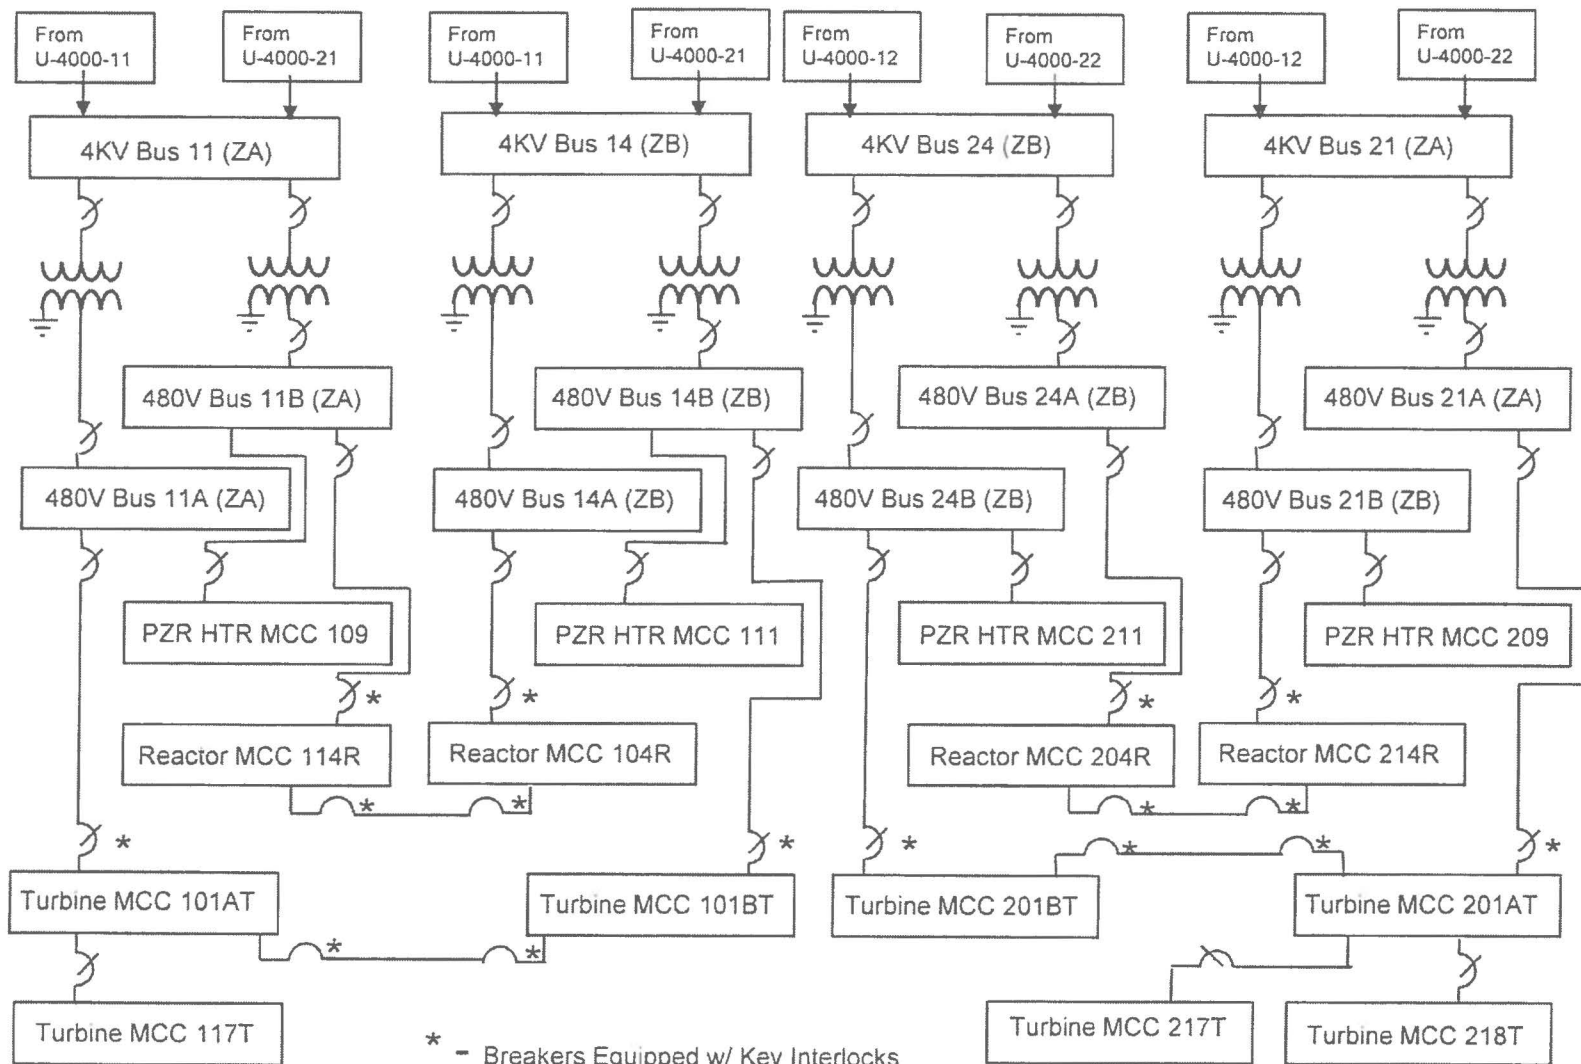 From
U-4000-11
From
U-4000-21
From
U-4000-11
From
U-4000-21
From
U-4000-12
From
U-4000-22
From
U-4000-12
From
U-4000-22
4KV Bus 11 (ZA)
4KV Bus 14 (ZB)
4KV Bus 24 (ZB)
4KV Bus 21 (ZA)
480V Bus 11B (ZA)
480V Bus 14B (ZB)
480V Bus 24A (ZB)
480V Bus 21A (ZA)
480V Bus 11A (ZA)
480V Bus 14A (ZB)
480V Bus 24B (ZB)
480V Bus 21B (ZB)
PZR HTR MCC 109
PZR HTR MCC 111
PZR HTR MCC 211
PZR HTR MCC 209
* * * *
Reactor MCC 114R
Reactor MCC 104R
Reactor MCC 204R
Reactor MCC 214R
* * * *
* * * * * *
Turbine MCC 101AT
Turbine MCC 101BT
Turbine MCC 201BT
Turbine MCC 201AT
* *
Turbine MCC 117T
Turbine MCC 217T
Turbine MCC 218T
* - Breakers Equipped w/ Key Interlocks